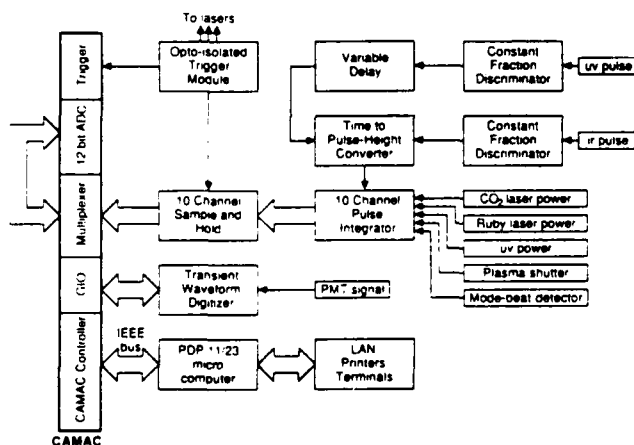 To lasers
Trigger
Opto-isolated
Trigger
Module
Variable
Delay
Constant
Fraction
Discriminator
uv pulse
12 bit ADC
Time to
Pulse-Height
Converter
Constant
Fraction
Discriminator
ir pulse
Multiplexer
10 Channel
Sample and
Hold
10 Channel
Pulse
Integrator
CO2 laser power
Ruby laser power
uv power
Plasma shutter
Mode-beat detector
GIO
Transient
Waveform
Digitizer
PMT signal
CAMAC Controller
IEEE
bus
PDP 11/23
micro
computer
LAN
Printers
Terminals
CAMAC